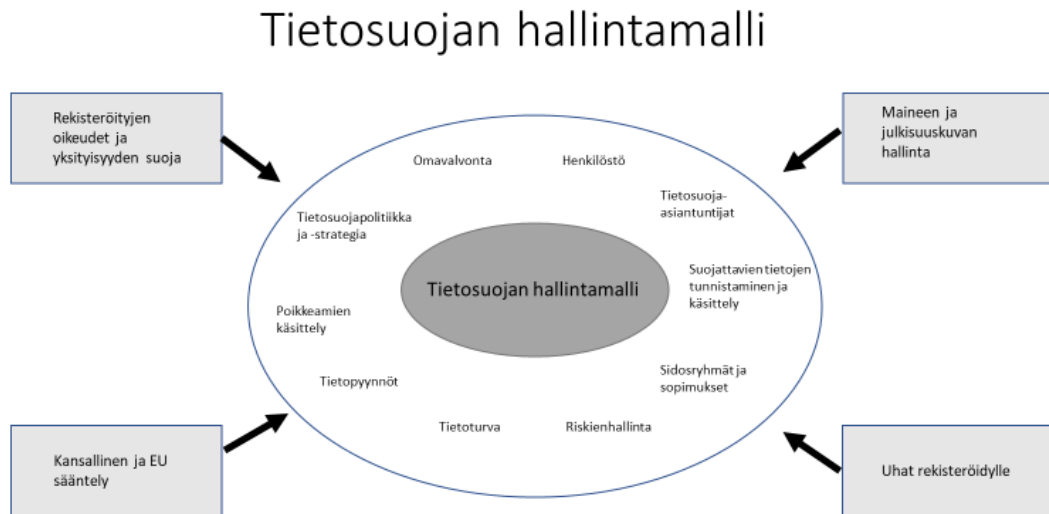 Tietosuojan hallintamalli
Rekisteröityjen
oikeudet ja
yksityisyyden suoja
Maineen ja
julkisuuskuvan
hallinta
Omavalvonta
Henkilöstö
Tietosuoja-
asiantuntijat
Tietosuojapolitiikka
ja -strategia
Suojattavien tietojen
tunnistaminen ja
käsittely
Tietosuojan hallintamalli
Poikkeamien
käsittely
Sidosryhmät ja
sopimukset
Tietopyynnöt
Tietoturva
Riskienhallinta
Kansallinen ja EU
sääntely
Uhat rekisteröidylle